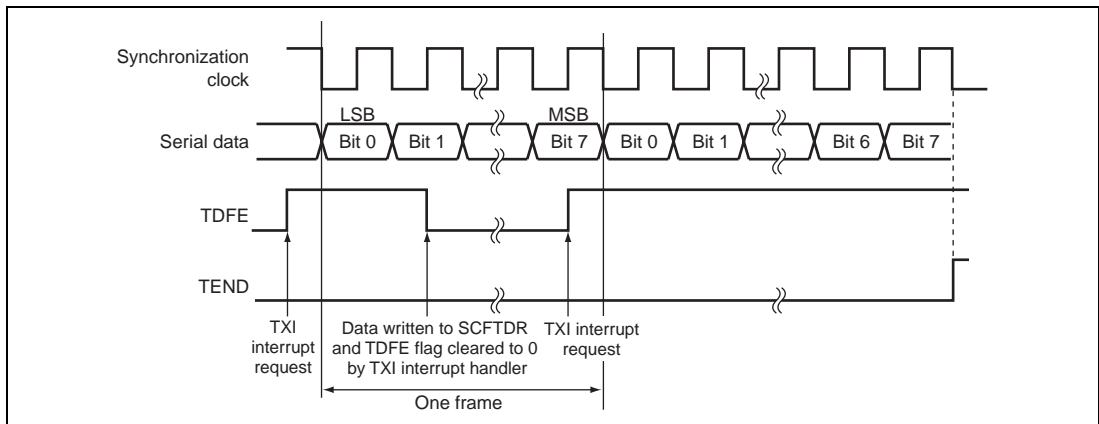 Synchronization
clock
LSB
MSB
Serial data
Bit 0
Bit 1
Bit 7
Bit 0
Bit 1
Bit 6
Bit 7
TDFE
TEND
TXI
interrupt
request
Data written to SCFTDR
and TDFE flag cleared to 0
by TXI interrupt handler
TXI interrupt
request
One frame